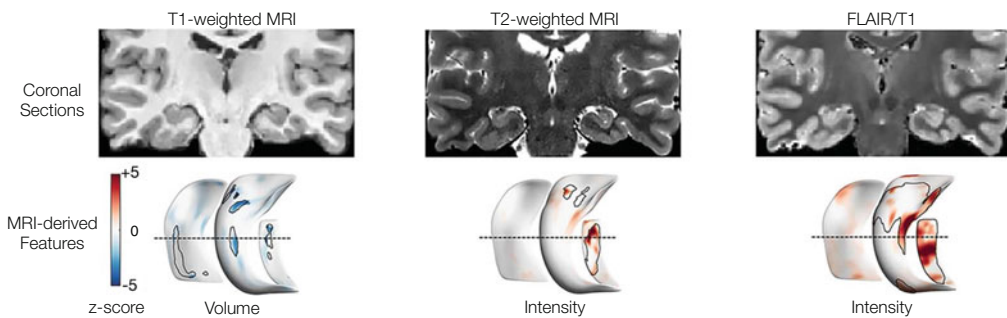 T1-weighted MRI
T2-weighted MRI
FLAIR/T1
Coronal
Sections
MRI-derived
Features
+5
0
-5
z-score
Volume
Intensity
Intensity